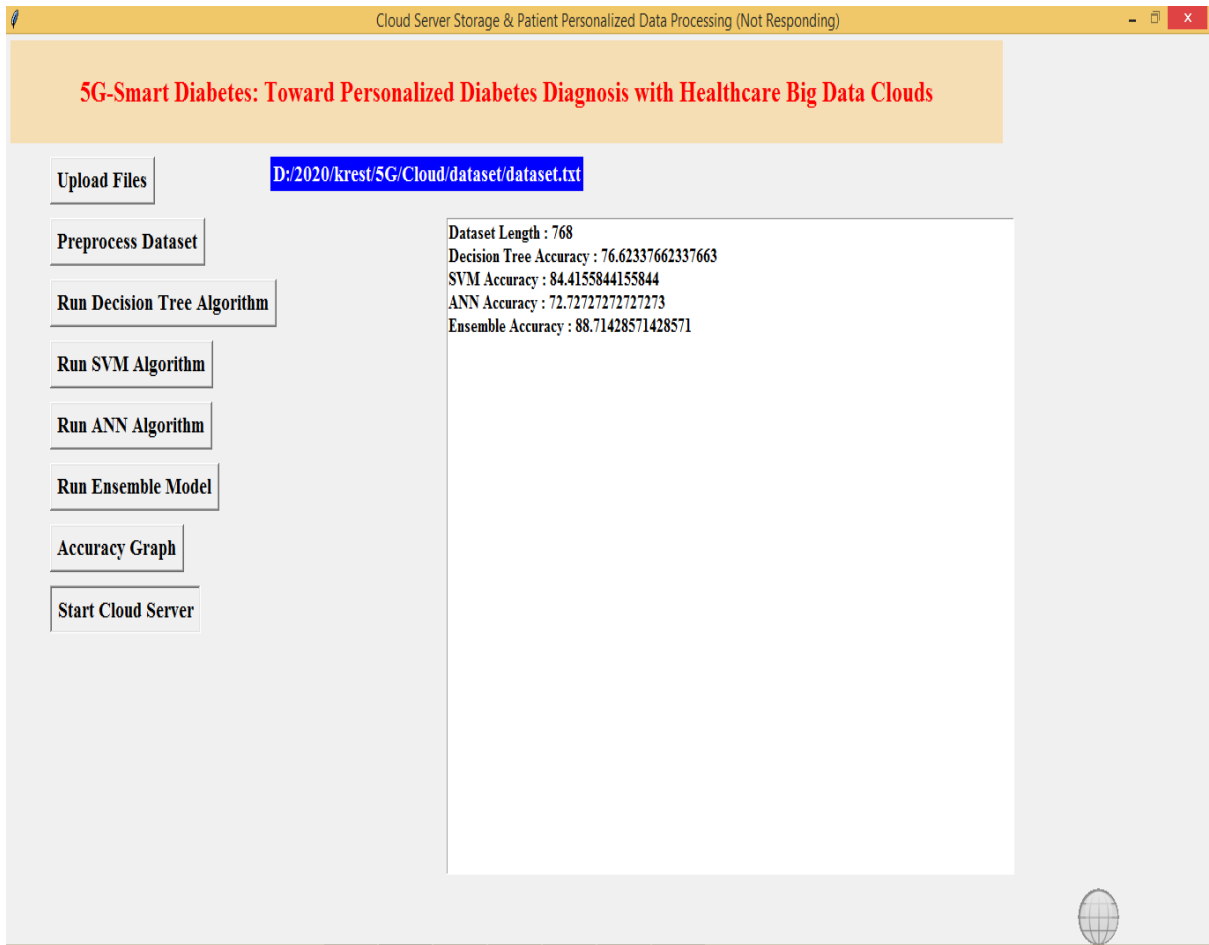 Cloud Server Storage & Patient Personalized Data Processing (Not Responding)
5G-Smart Diabetes: Toward Personalized Diabetes Diagnosis with Healthcare Big Data Clouds
Upload Files
D:/2020/krest/5G/Cloud/dataset/dataset.txt
Preprocess Dataset
Run Decision Tree Algorithm
Run SVM Algorithm
Run ANN Algorithm
Run Ensemble Model
Accuracy Graph
Start Cloud Server
Dataset Length : 768
Decision Tree Accuracy : 76.62337662337663
SVM Accuracy : 84.4155844155844
ANN Accuracy : 72.72727272727273
Ensemble Accuracy : 88.71428571428571